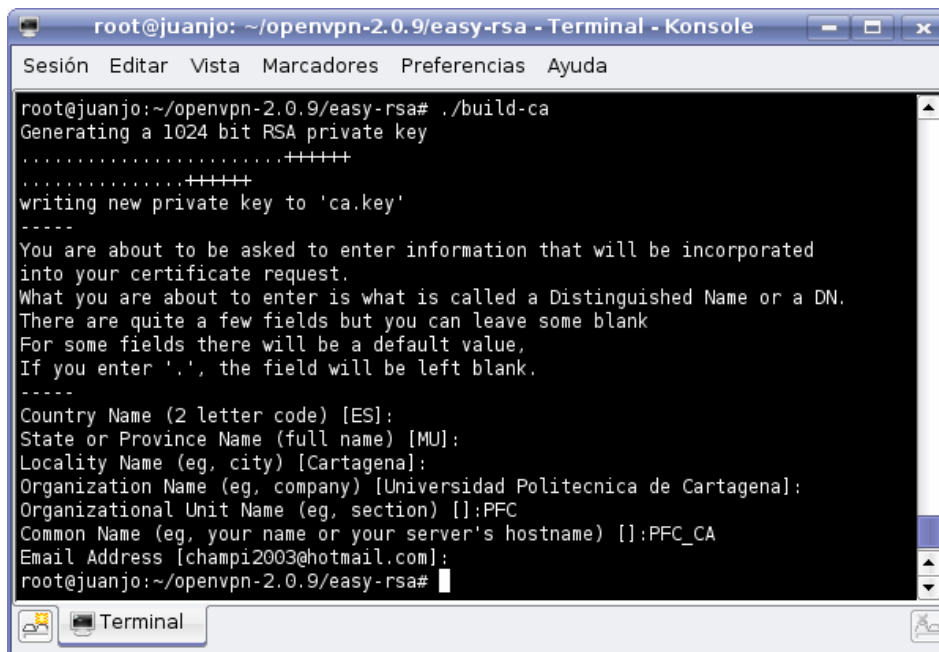 root@juanjo: ~/openvpn-2.0.9/easy-rsa - Terminal - Konsole
Sesión Editar Vista Marcadores Preferencias Ayuda
root@juanjo:~/openvpn-2.0.9/easy-rsa# ./build-ca
Generating a 1024 bit RSA private key
.........................++++++
...............++++++
writing new private key to 'ca.key'
-----
You are about to be asked to enter information that will be incorporated
into your certificate request.
What you are about to enter is what is called a Distinguished Name or a DN.
There are quite a few fields but you can leave some blank
For some fields there will be a default value,
If you enter '.', the field will be left blank.
-----
Country Name (2 letter code) [ES]:
State or Province Name (full name) [MU]:
Locality Name (eg, city) [Cartagena]:
Organization Name (eg, company) [Universidad Politecnica de Cartagena]:
Organizational Unit Name (eg, section) []:PFC
Common Name (eg, your name or your server's hostname) []:PFC_CA
Email Address [champi2003@hotmail.com]:
root@juanjo:~/openvpn-2.0.9/easy-rsa#
Terminal